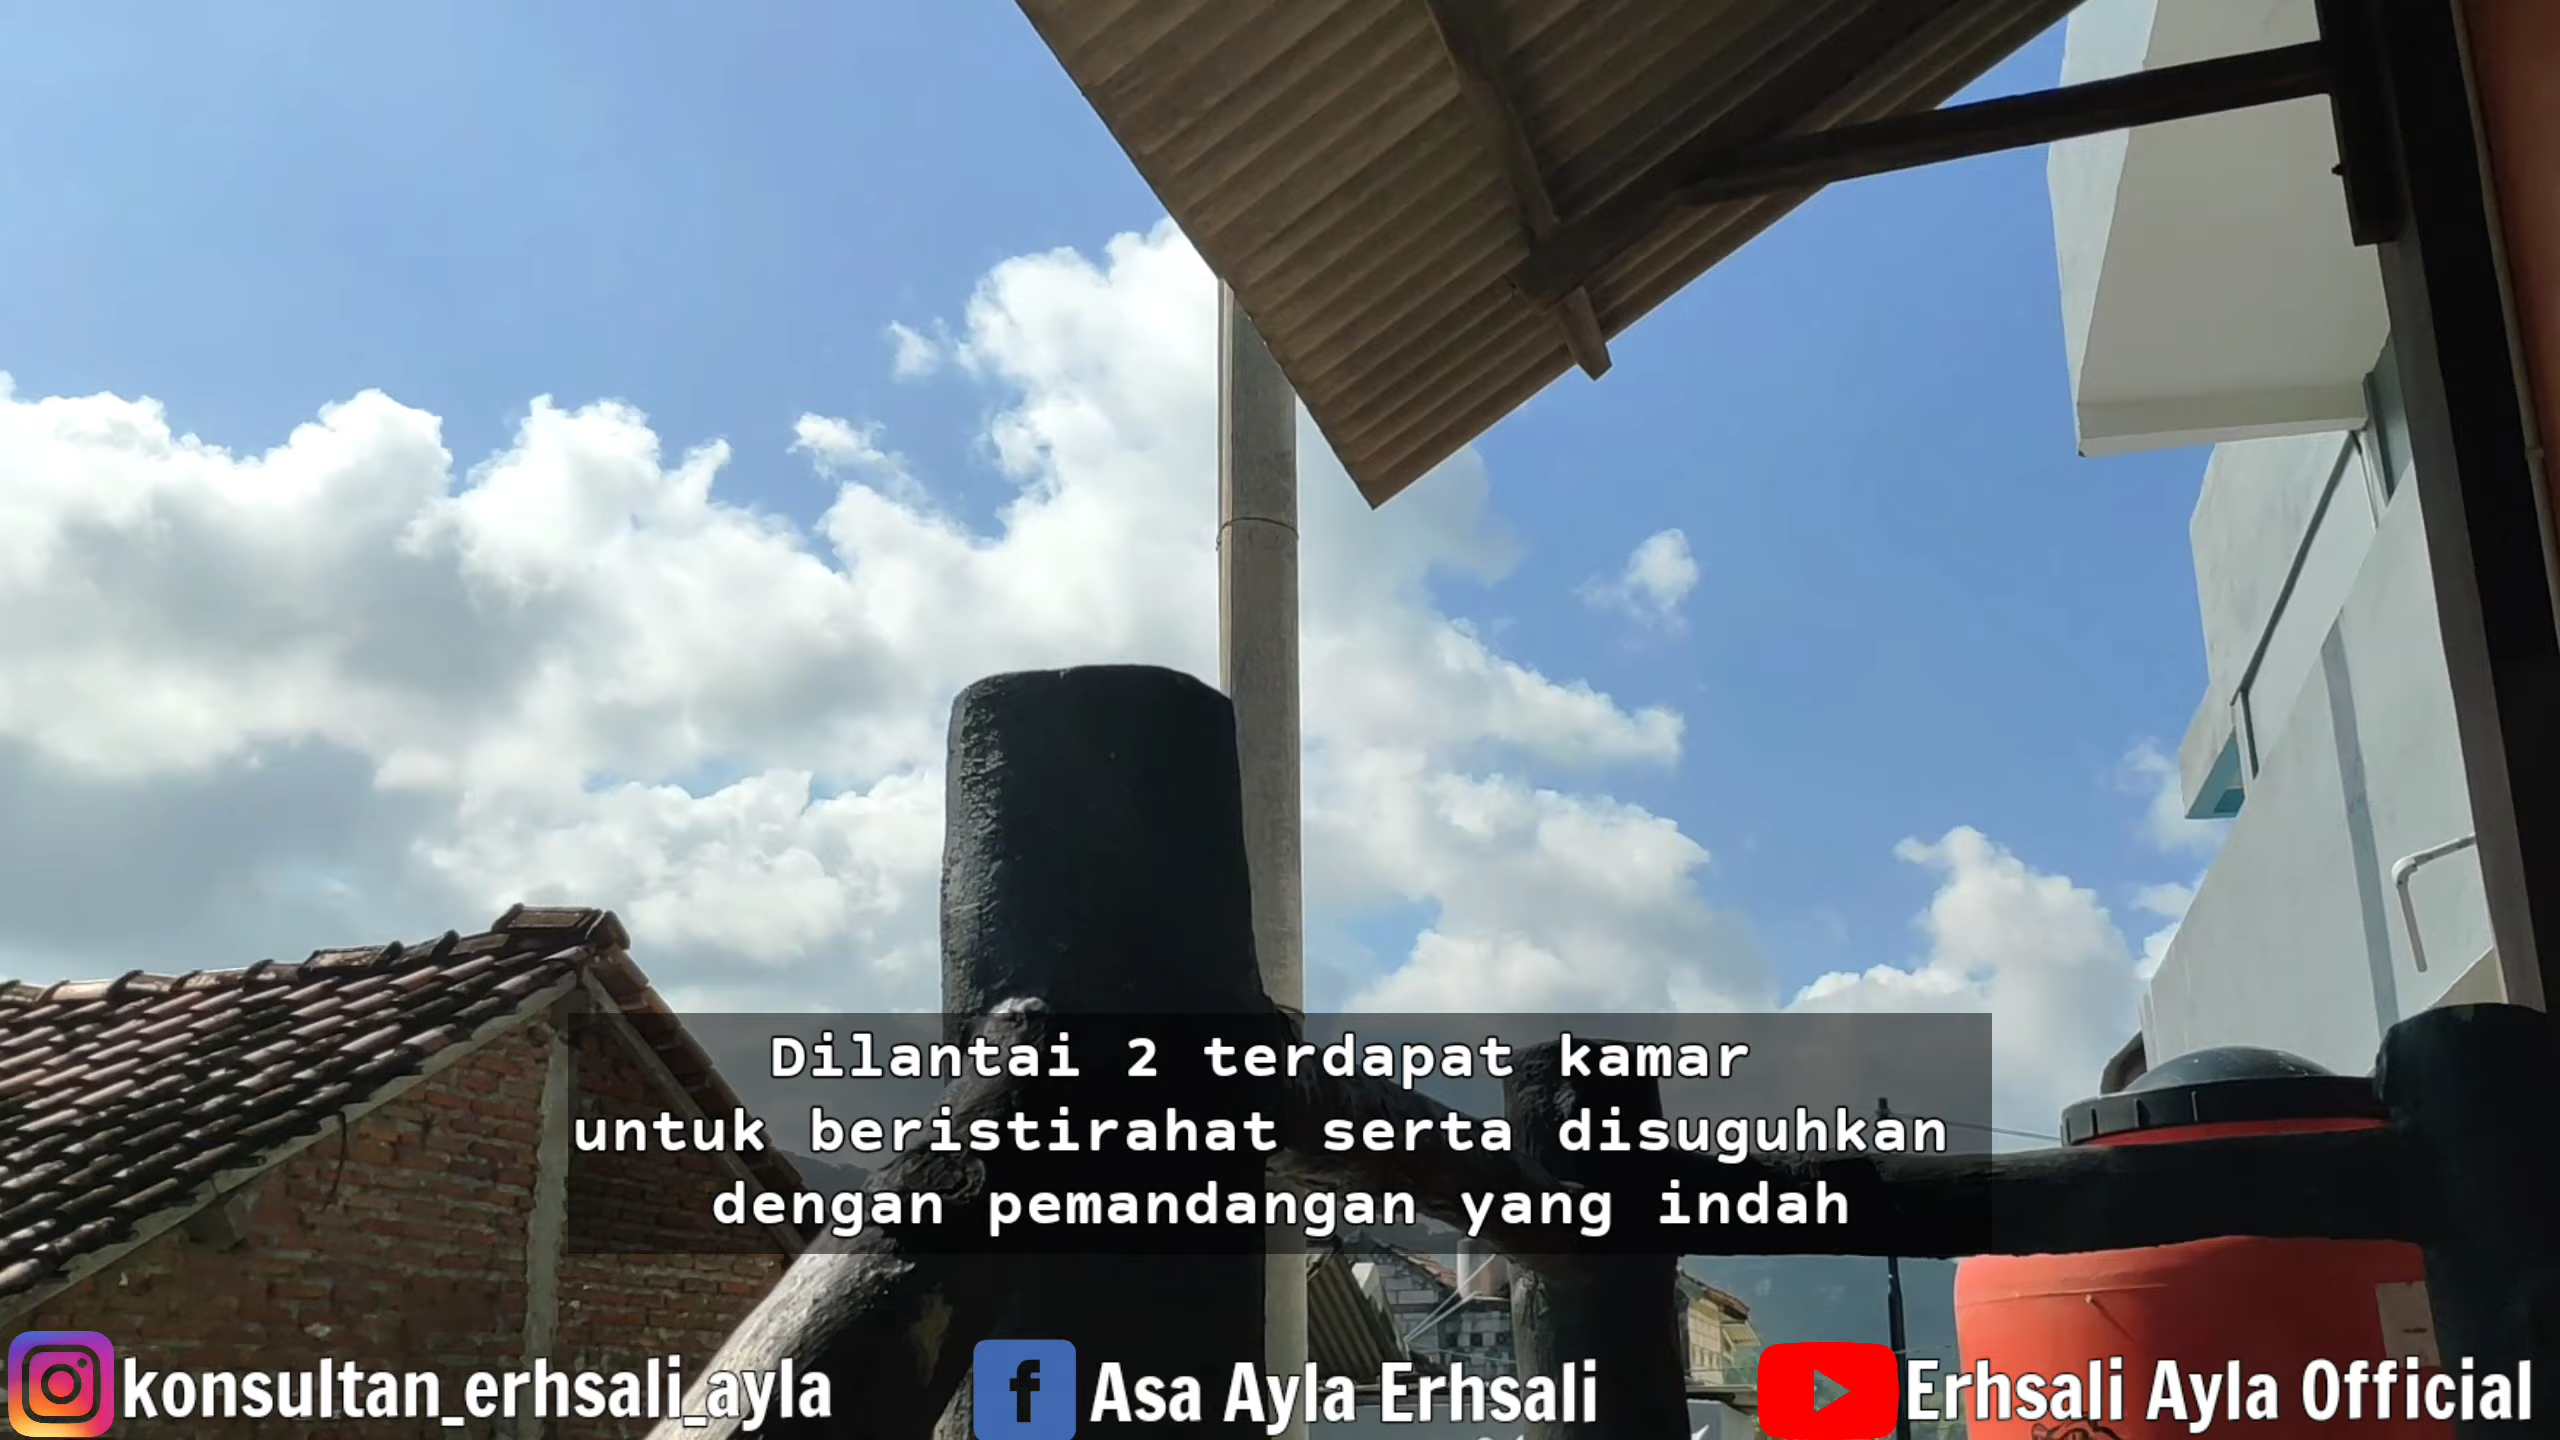 Dilantai 2 terdapat kamar
untuk beristirahat serta disuguhkan
dengan pemandangan yang indah
konsultan_erhsali_ayla
f Asa Ayla Erhsali
Erhsali Ayla Official